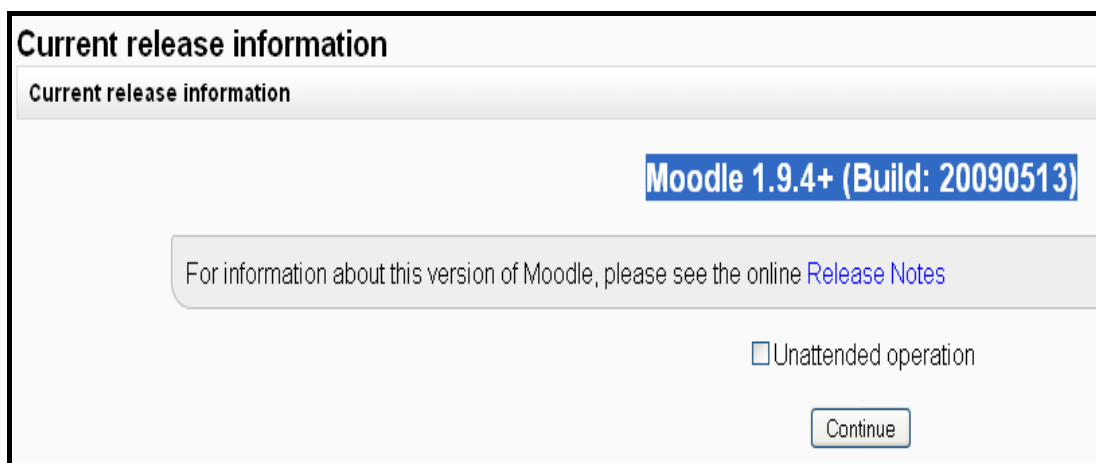 Current release information
Current release information
Moodle 1.9.4+ (Build: 20090513)
For information about this version of Moodle, please see the online Release Notes
Unattended operation
Continue